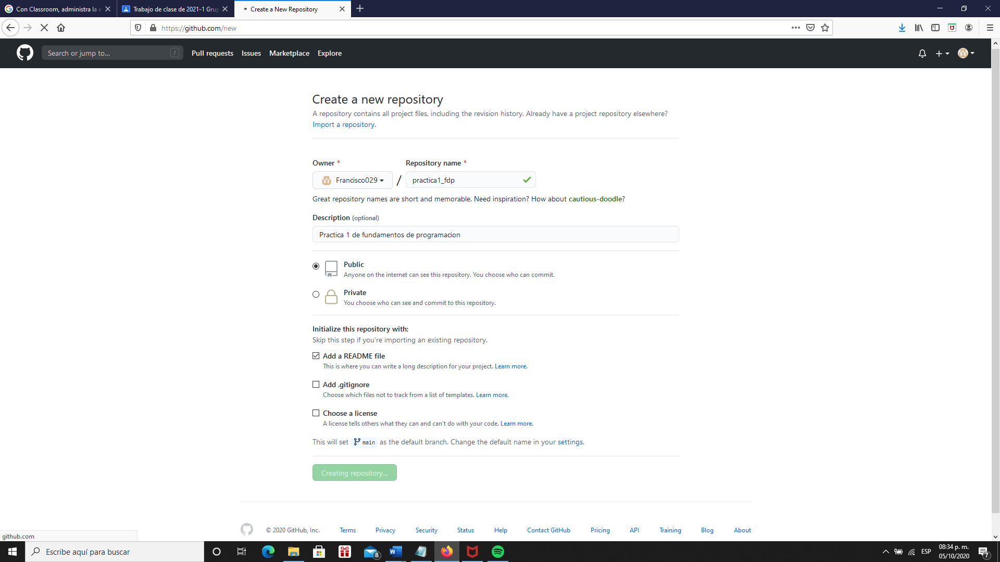 Con Classroom, administra la e
Trabajo de clase de 2021-1 Grup
Create a New Repository
https://github.com/new
Search or jump to...
/
Pull requests
Issues
Marketplace
Explore
Create a new repository
A repository contains all project files, including the revision history. Already have a project repository elsewhere?
Import a repository.
Owner *
Repository name *
Francisco029
/
practica1_fdp
Great repository names are short and memorable. Need inspiration? How about cautious-doodle?
Description (optional)
Practica 1 de fundamentos de programacion
Public
Anyone on the internet can see this repository. You choose who can commit.
Private
You choose who can see and commit to this repository.
Initialize this repository with:
Skip this step if you're importing an existing repository.
Add a README file
This is where you can write a long description for your project. Learn more.
Add .gitignore
Choose which files not to track from a list of templates. Learn more.
Choose a license
A license tells others what they can and can't do with your code. Learn more.
This will set main as the default branch. Change the default name in your settings.
Creating repository...
© 2020 GitHub, Inc.
Terms
Privacy
Security
Status
Help
Contact GitHub
Pricing
API
Training
Blog
About
github.com
Escribe aquí para buscar
8
W
ESP
08:34 p. m.
05/10/2020
7